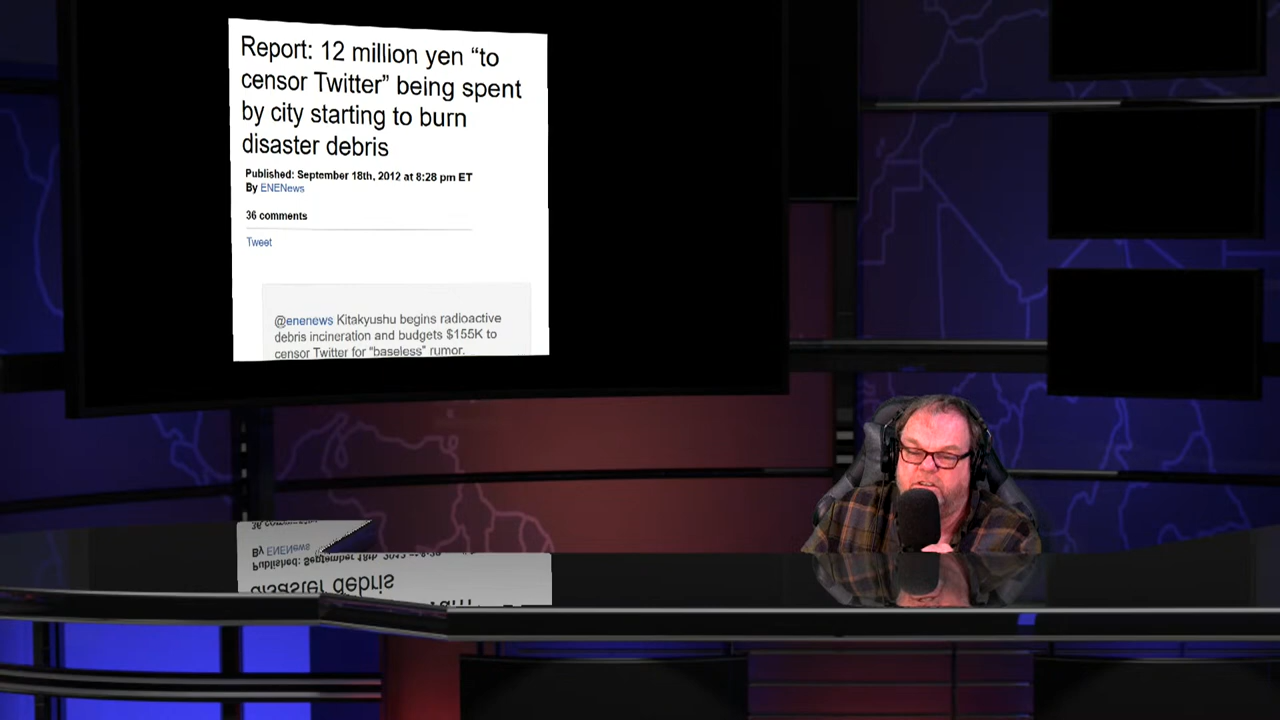 Report: 12 million yen “to
censor Twitter” being spent
by city starting to burn
disaster debris
Published: September 18th, 2012 at 8:28 pm ET
By ENENews
36 comments
Tweet
@enenews Kitakyushu begins radioactive
debris incineration and budgets $155K to
censor Twitter for “baseless” rumor.